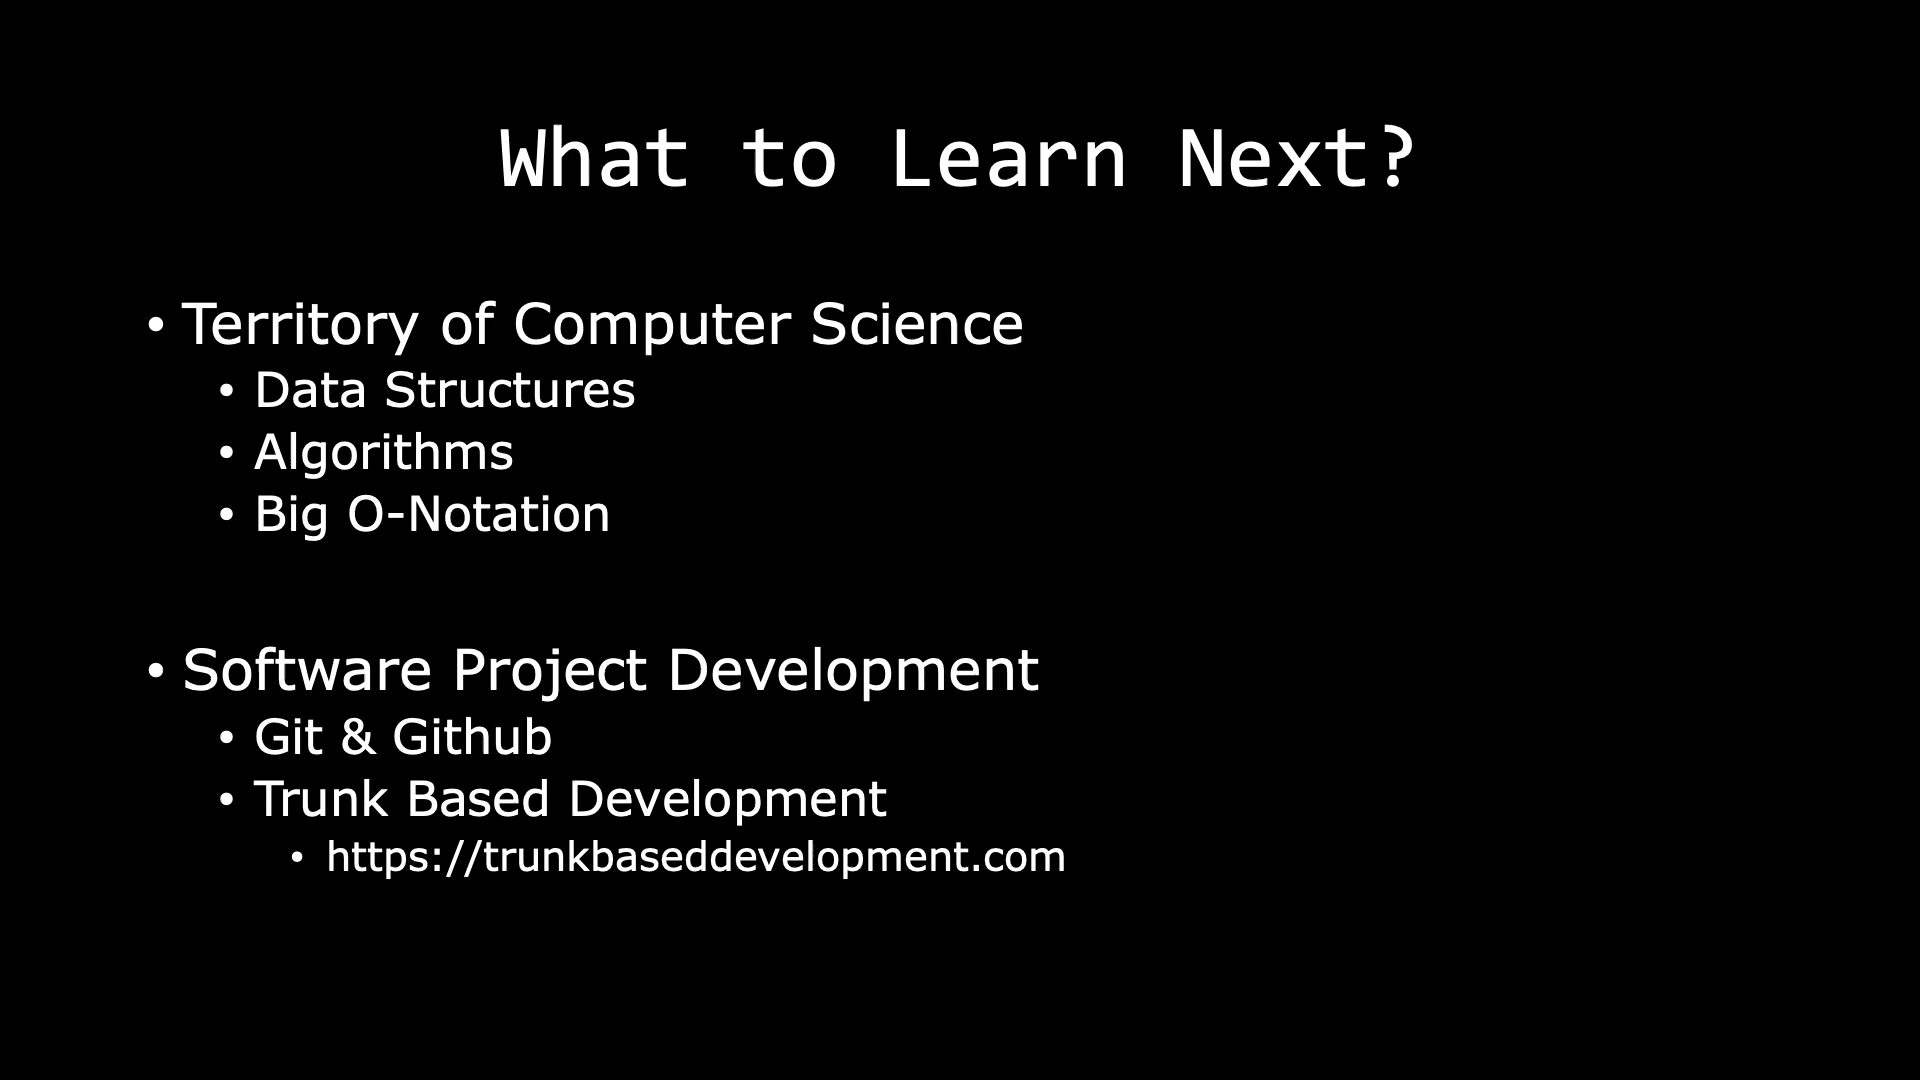 What to Learn Next?
• Territory of Computer Science
• Data Structures
• Algorithms
• Big O-Notation
• Software Project Development
• Git & Github
• Trunk Based Development
• https://trunkbaseddevelopment.com